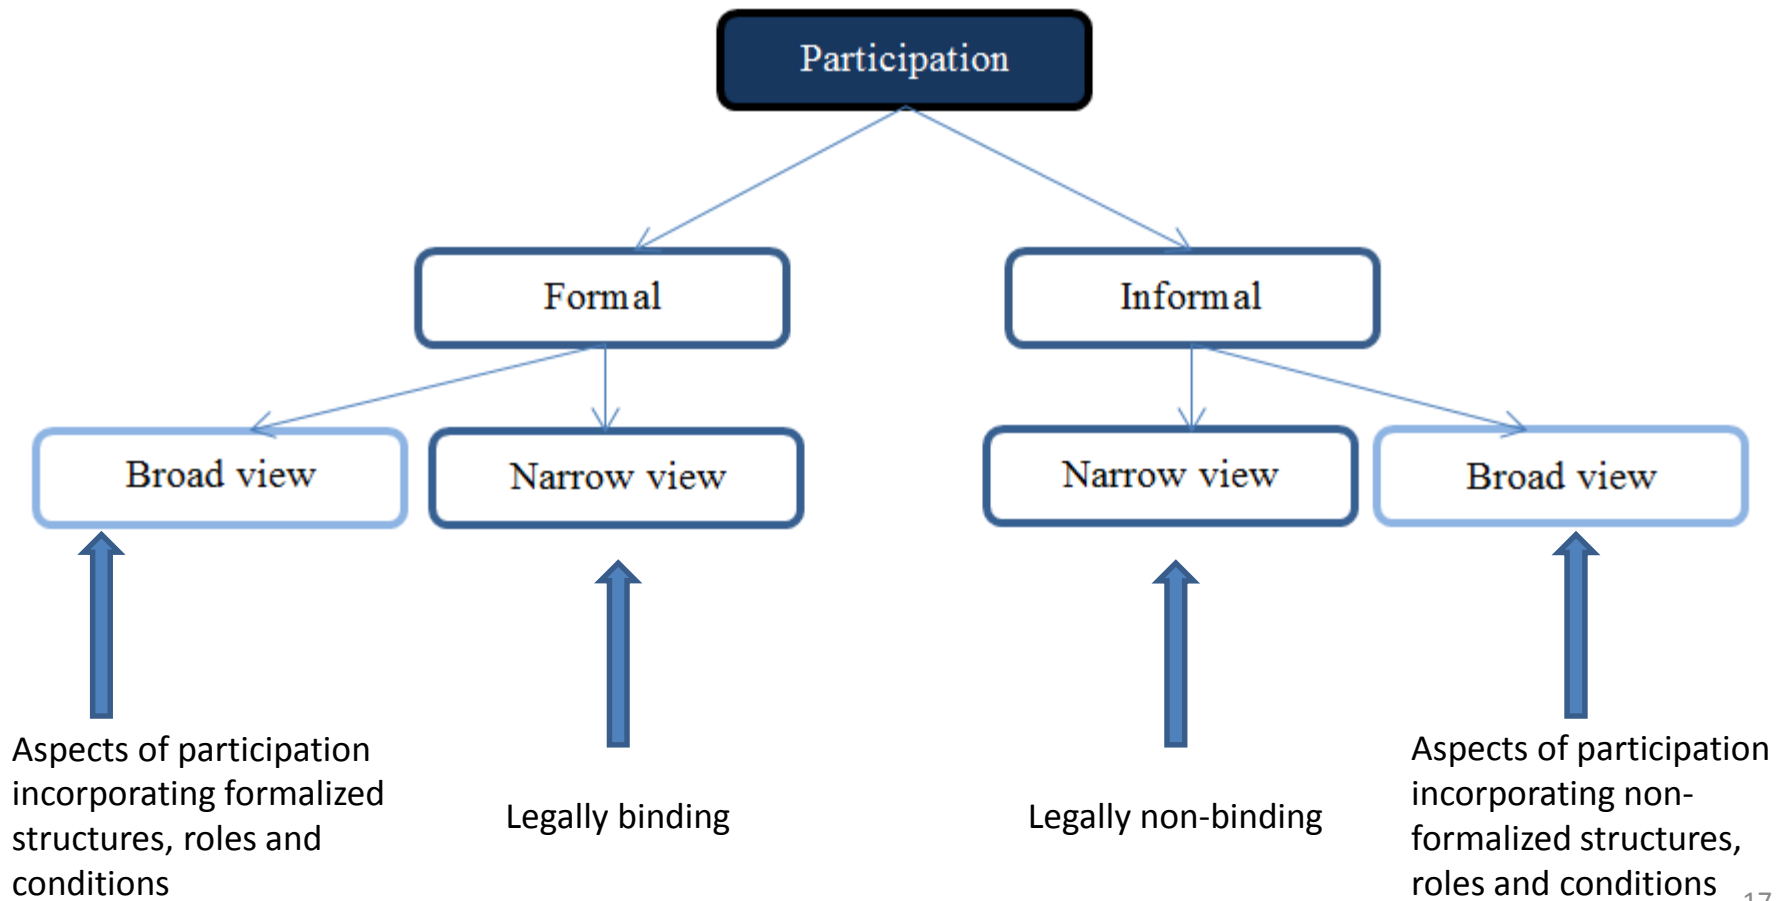 Participation
Formal
Informal
Broad view
Narrow view
Narrow view
Broad view
Aspects of participation
incorporating formalized
structures, roles and
conditions
Legally binding
Legally non-binding
Aspects of participation
incorporating non-
formalized structures,
roles and conditions
17